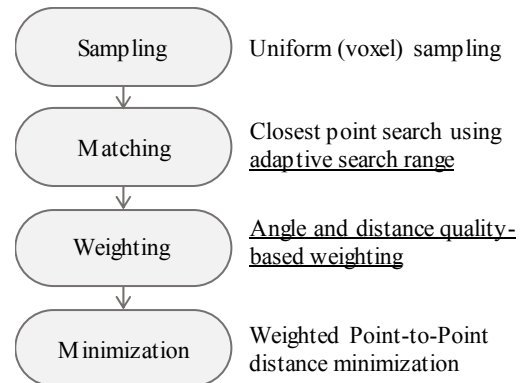 Sampling
Uniform (voxel) sampling
Matching
Closest point search using
adaptive search range
Weighting
Angle and distance quality-
based weighting
Minimization
Weighted Point-to-Point
distance minimization